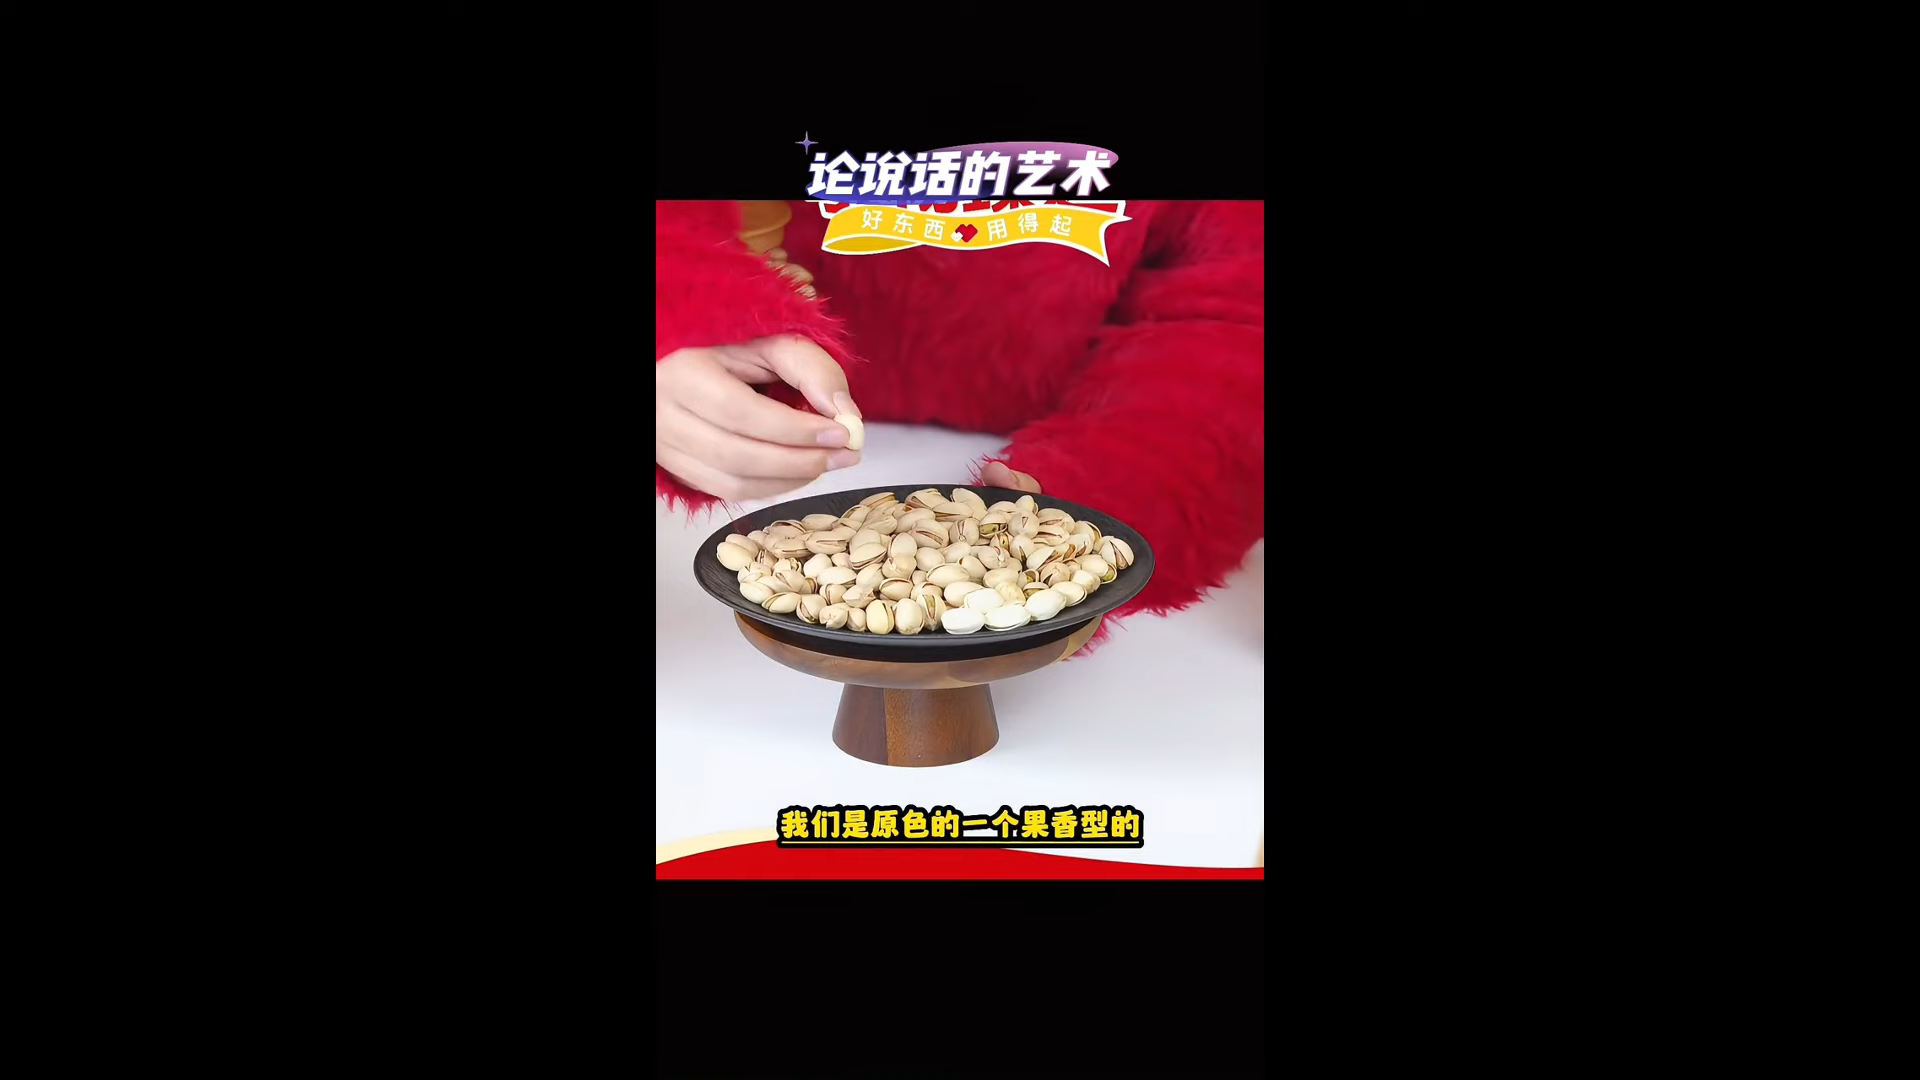 论说话的艺术
好东西用得起
我们是原色的一个果香型的